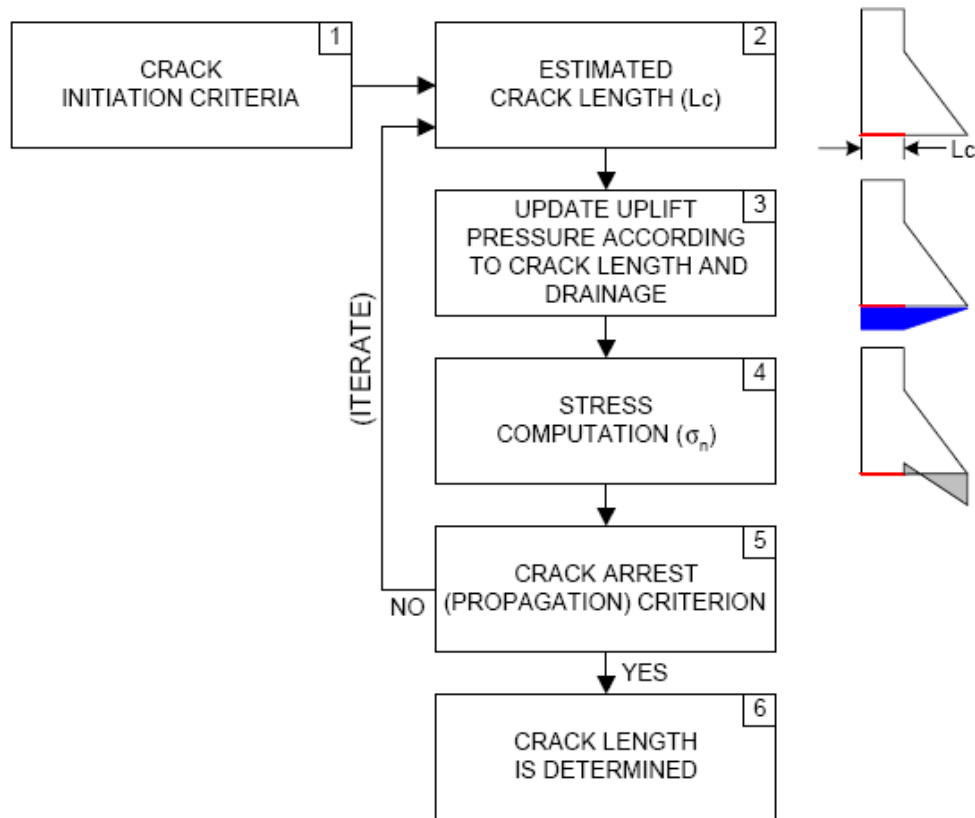 1
CRACK
INITIATION CRITERIA
2
ESTIMATED
CRACK LENGTH (Lc)
Lc
3
UPDATE UPLIFT
PRESSURE ACCORDING
TO CRACK LENGTH AND
DRAINAGE
(ITERATE)
4
STRESS
COMPUTATION (σn)
5
CRACK ARREST
(PROPAGATION) CRITERION
NO
YES
6
CRACK LENGTH
IS DETERMINED